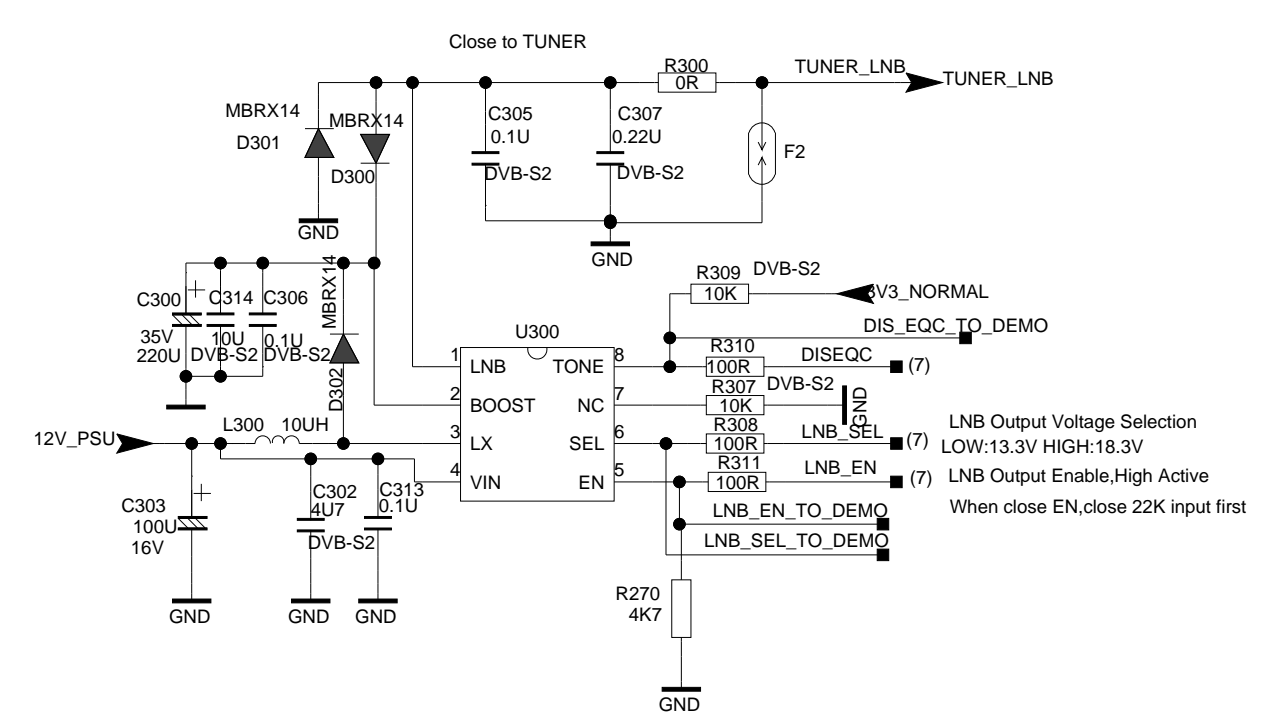 Close to TUNER
R300
0R
TUNER_LNB
TUNER_LNB
MBRX14
D301
MBRX14
D300
C305
0.1U
DVB-S2
C307
0.22U
DVB-S2
F2
GND
GND
R309
DVB-S2
10K
3V3_NORMAL
C300
35V
220U
C314
10U
DVB-S2
C306
0.1U
DVB-S2
MBRX14
D302
U300
DIS_EQC_TO_DEMO
1
LNB
TONE
8
R310
100R
DISEQC
(7)
2
BOOST
NC
7
R307
DVB-S2
10K
GND
12V_PSU
L300
10UH
3
LX
SEL
6
R308
100R
LNB_SEL
(7)
LNB Output Voltage Selection
LOW:13.3V HIGH:18.3V
4
VIN
EN
5
R311
100R
LNB_EN
(7)
LNB Output Enable,High Active
When close EN,close 22K input first
C303
100U
16V
C302
4U7
DVB-S2
C313
0.1U
LNB_EN_TO_DEMO
LNB_SEL_TO_DEMO
R270
4K7
GND
GND
GND
GND